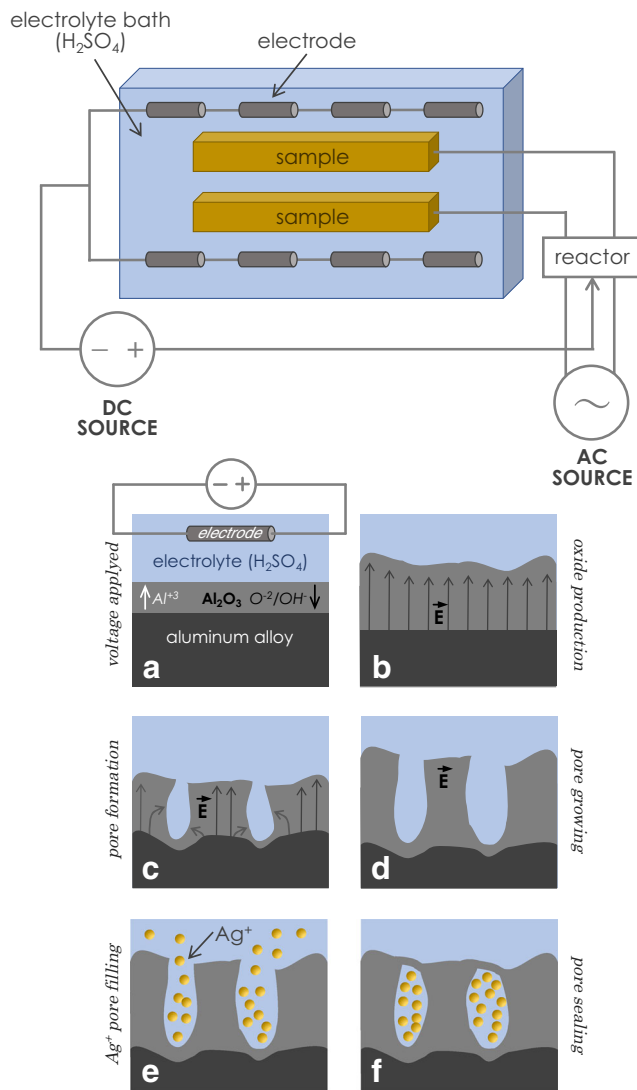 electrolyte bath
(H₂SO₄)
electrode
sample
sample
reactor
− +
DC
SOURCE
AC
SOURCE
− +
electrode
electrolyte (H₂SO₄)
Al⁺³ Al₂O₃ O⁻²/OH⁻
aluminum alloy
a
voltage applyed
E
b
oxide production
pore formation
E
c
E
d
pore growing
Ag⁺ pore filling
Ag⁺
e
f
pore sealing